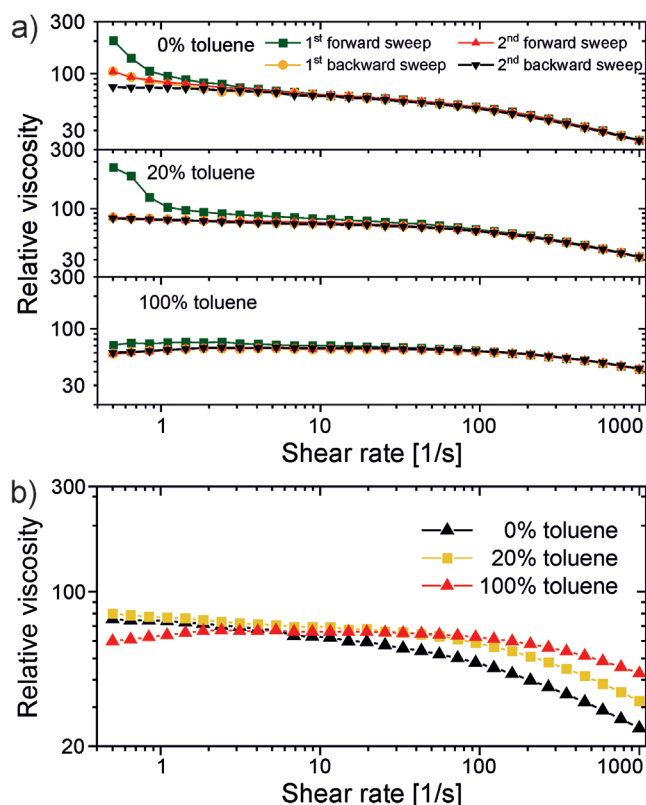 a)
0% toluene
1st forward sweep
2nd forward sweep
1st backward sweep
2nd backward sweep
100
30
300
20% toluene
100
30
300
100% toluene
100
30
Relative viscosity
1
10
100
1000
Shear rate [1/s]
b)
300
100
20
0% toluene
20% toluene
100% toluene
Relative viscosity
1
10
100
1000
Shear rate [1/s]